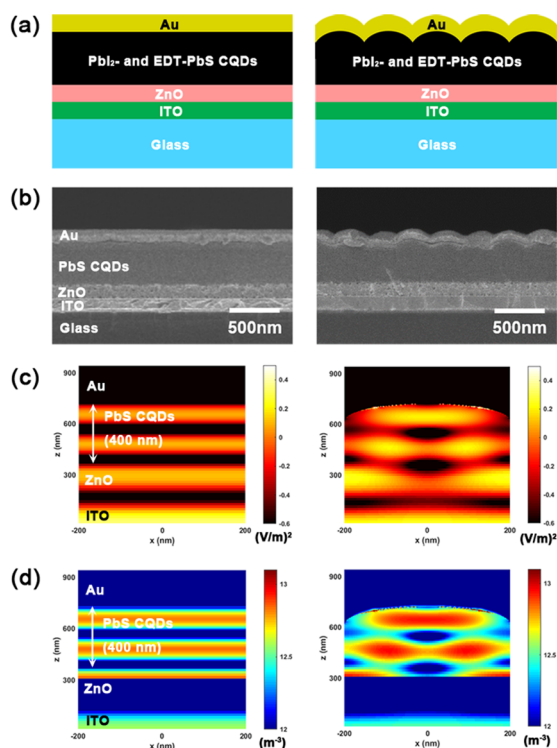 (a)
Au
PbI₂- and EDT-PbS CQDs
ZnO
ITO
Glass
Au
PbI₂- and EDT-PbS CQDs
ZnO
ITO
Glass
(b)
Au
PbS CQDs
ZnO
ITO
Glass
500nm
500nm
(c)
Au
PbS CQDs
(400 nm)
ZnO
ITO
z (nm)
900
600
300
-200
0
200
x (nm)
0.4
0.2
0
-0.2
-0.4
-0.6
(V/m)²
z (nm)
900
600
300
-200
0
200
x (nm)
0.4
0.2
0
-0.2
-0.4
-0.6
(V/m)²
(d)
Au
PbS CQDs
(400 nm)
ZnO
ITO
z (nm)
900
600
300
-200
0
200
x (nm)
13
12.5
12
(m⁻³)
z (nm)
900
600
300
-200
0
200
x (nm)
13
12.5
12
(m⁻³)